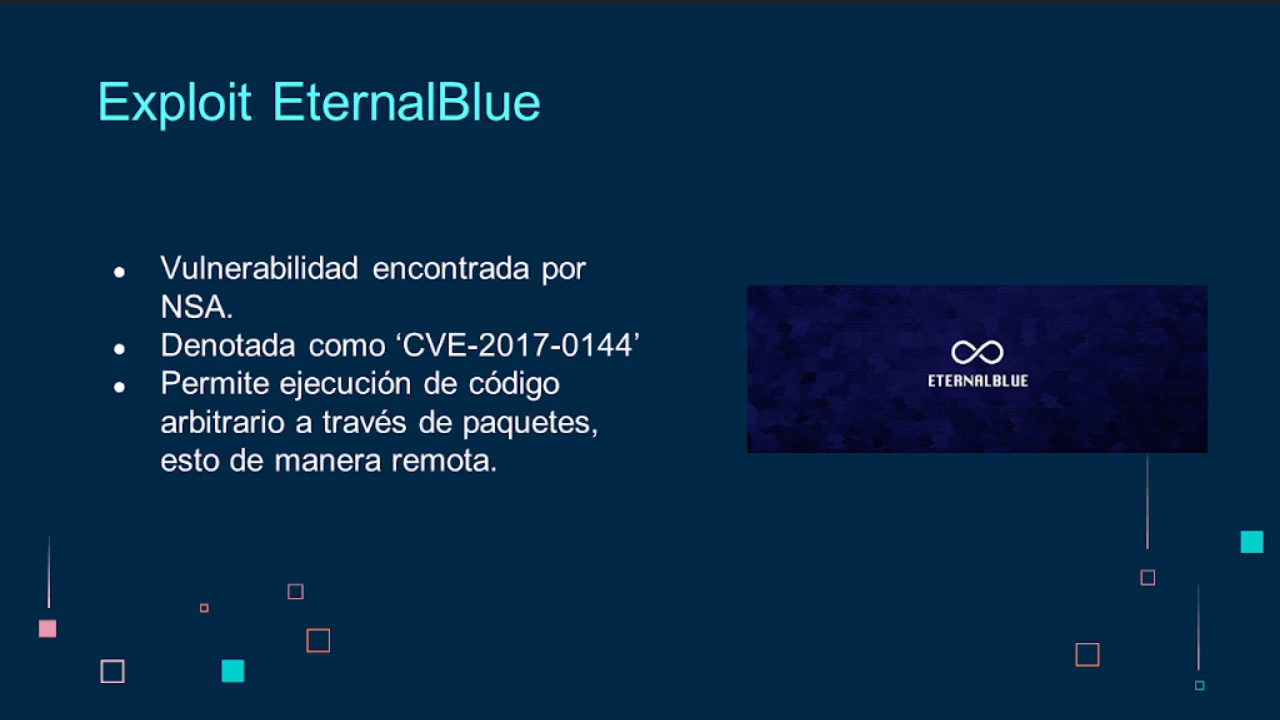 Exploit EternalBlue
● Vulnerabilidad encontrada por
NSA.
● Denotada como ‘CVE-2017-0144’
● Permite ejecución de código
arbitrario a través de paquetes,
esto de manera remota.
ETERNALBLUE